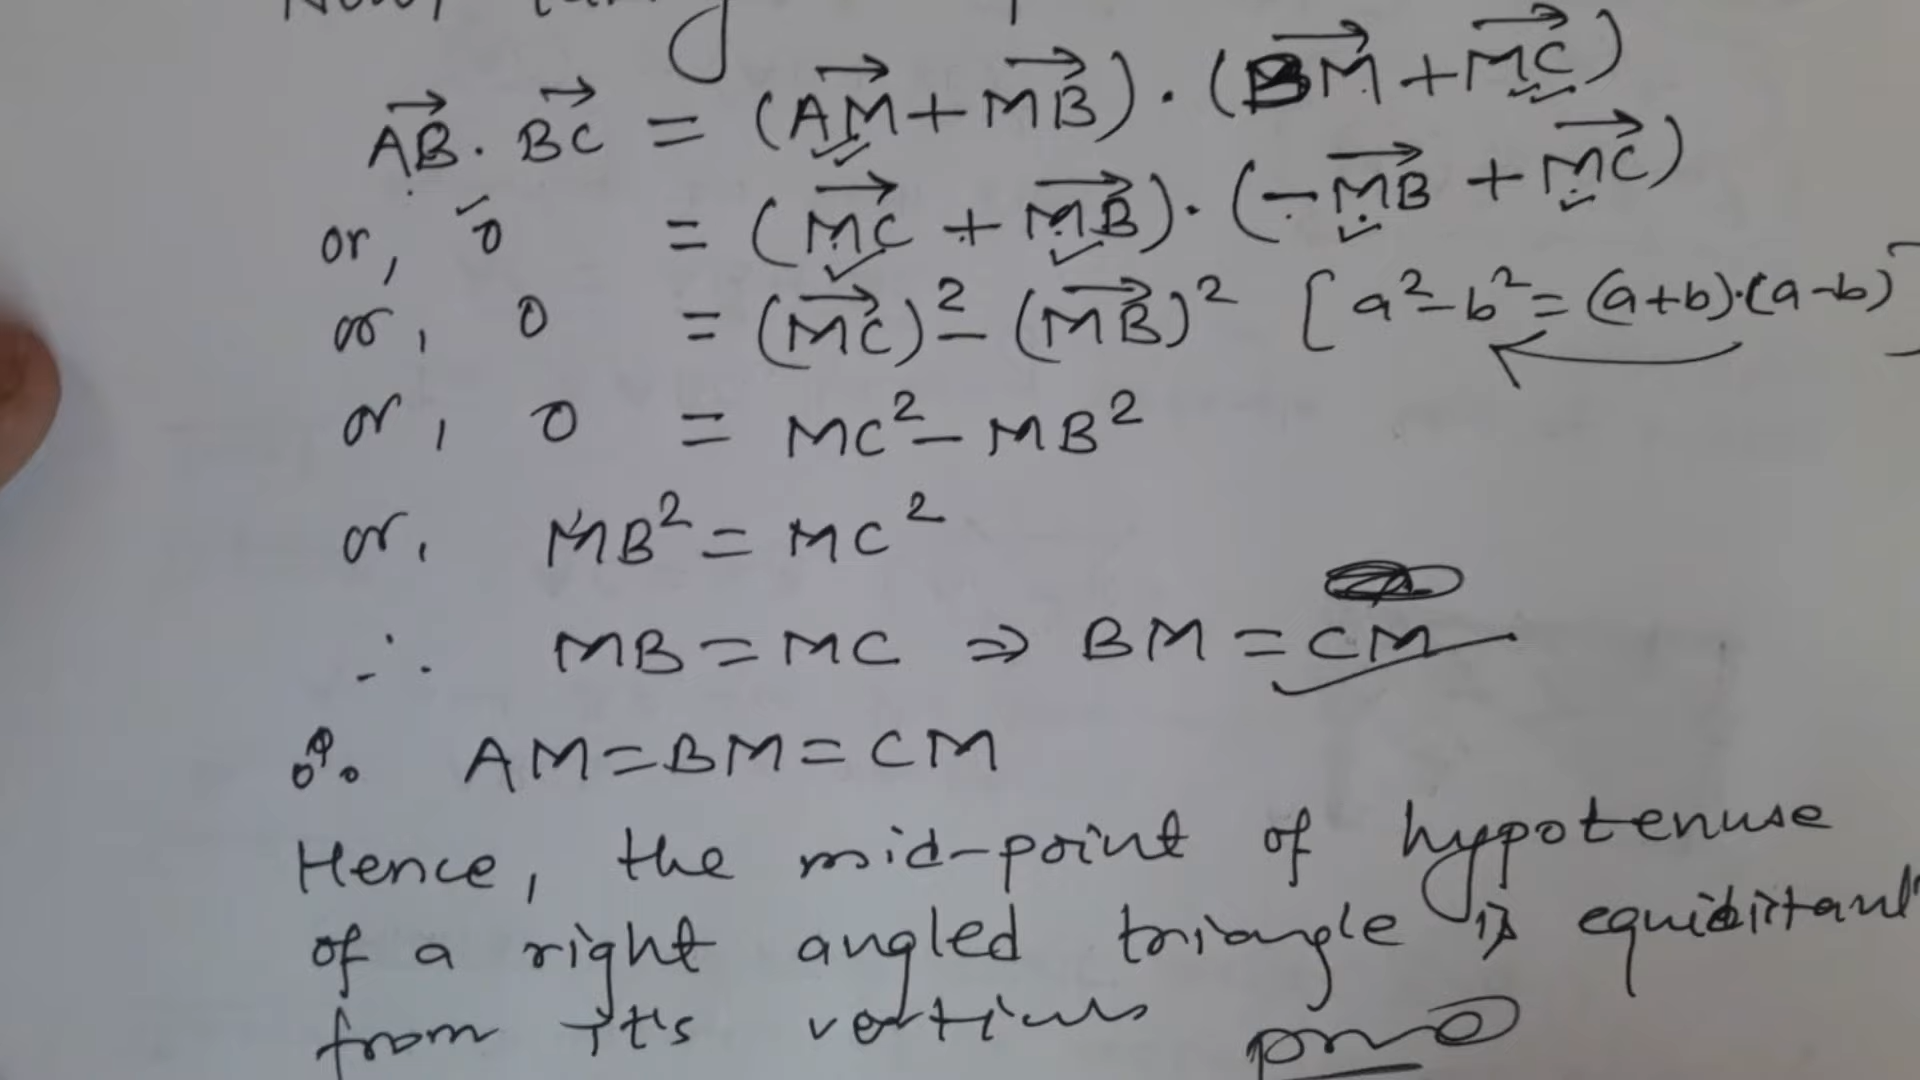 AB⃗ . BC⃗ = (AM⃗ + MB⃗) . (BM⃗ + MC⃗)
or, 0 = (MC⃗ + MB⃗) . (-MB⃗ + MC⃗)
or, 0 = (MC⃗)² - (MB⃗)² [a² - b² = (a+b).(a-b)]
or, 0 = MC² - MB²
or, MB² = MC²
∴ MB = MC ⇒ BM = CM
∴ AM = BM = CM
Hence, the mid-point of hypotenuse
of a right angled triangle is equidistant
from it's vertices